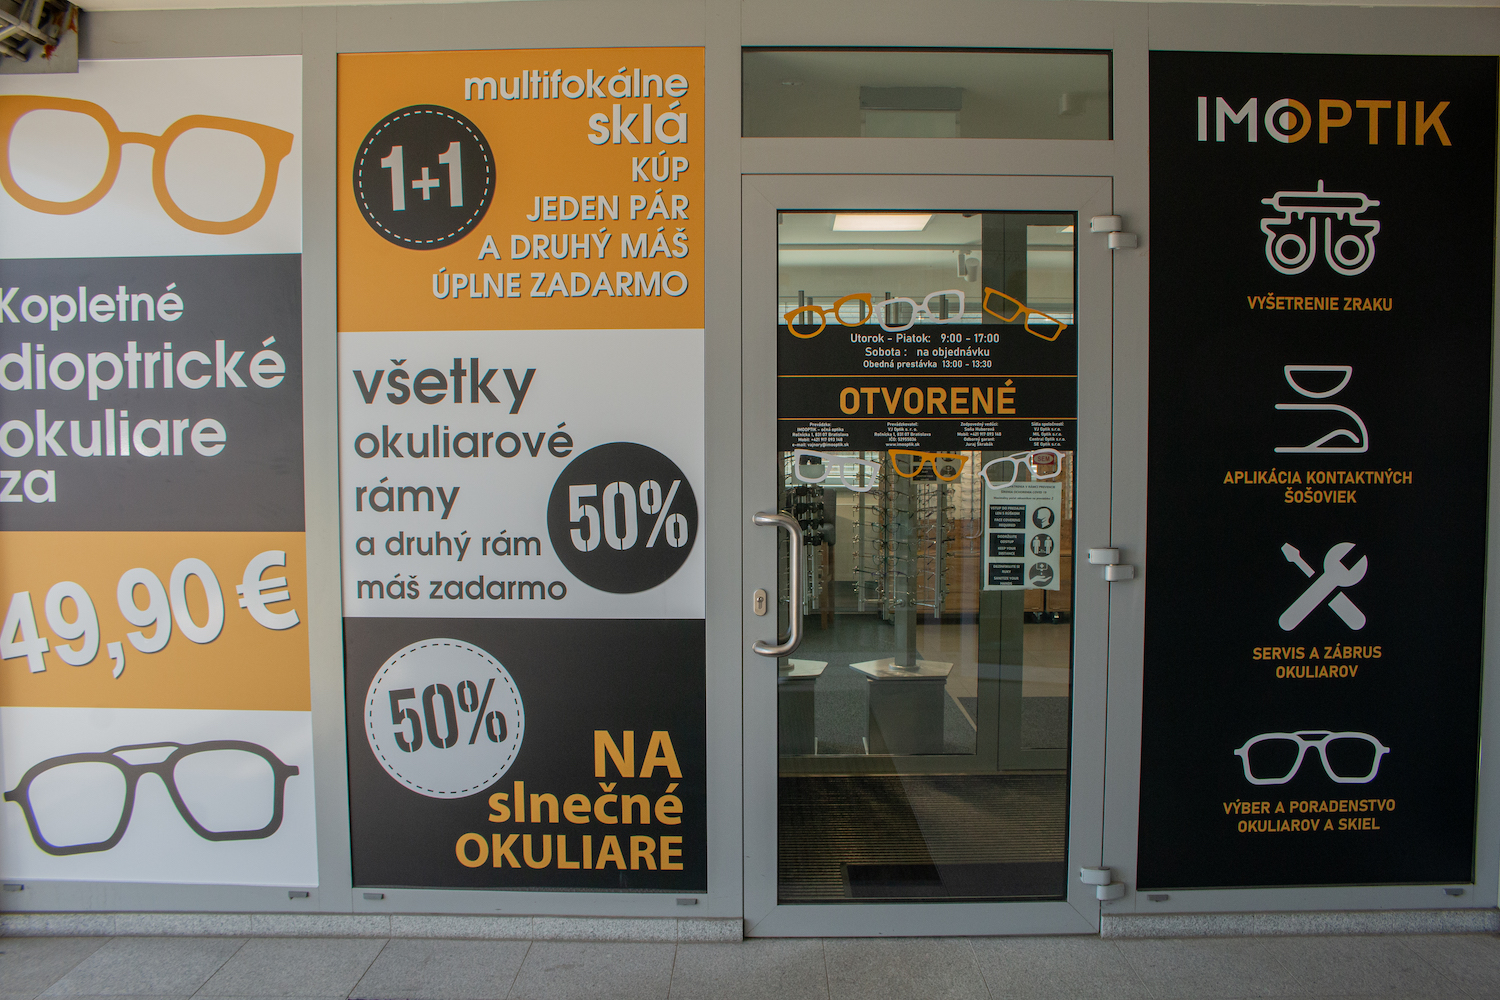 Kopletné
dioptrické
okuliare
za
49,90 €
multifokálne
sklá
1+1
KÚP
JEDEN PÁR
A DRUHÝ MÁŠ
ÚPLNE ZADARMO
všetky
okuliarové
rámy
a druhý rám
máš zadarmo
50%
50%
NA
slnečné
OKULIARE
Utorok - Piatok: 9:00 - 17:00
Sobota : na objednávku
Obedná prestávka 13:00 - 13:30
OTVORENÉ
IMOPTIK
VYŠETRENIE ZRAKU
APLIKÁCIA KONTAKTNÝCH
ŠOŠOVIEK
SERVIS A ZÁBRUS
OKULIAROV
VÝBER A PORADENSTVO
OKULIAROV A SKIEL